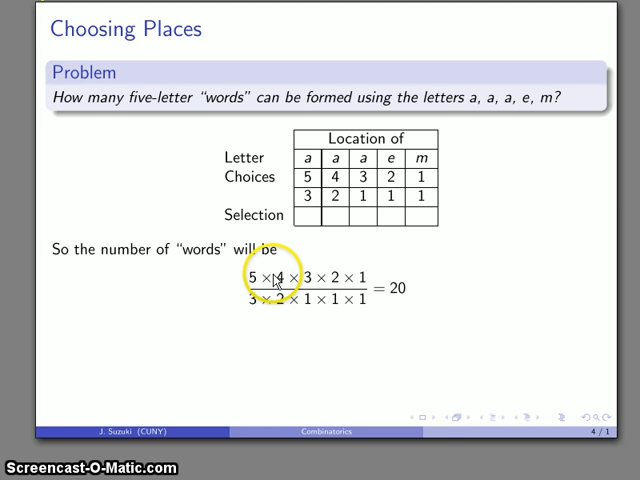 Choosing Places
Problem
How many five-letter “words” can be formed using the letters a, a, a, e, m?
Location of
Letter a a a e m
Choices 5 4 3 2 1
3 2 1 1 1
Selection
So the number of “words” will be
5 × 4 × 3 × 2 × 1
3 × 2 × 1 × 1 × 1
= 20
J. Suzuki (CUNY) Combinatorics 4 / 1
Screencast-O-Matic.com